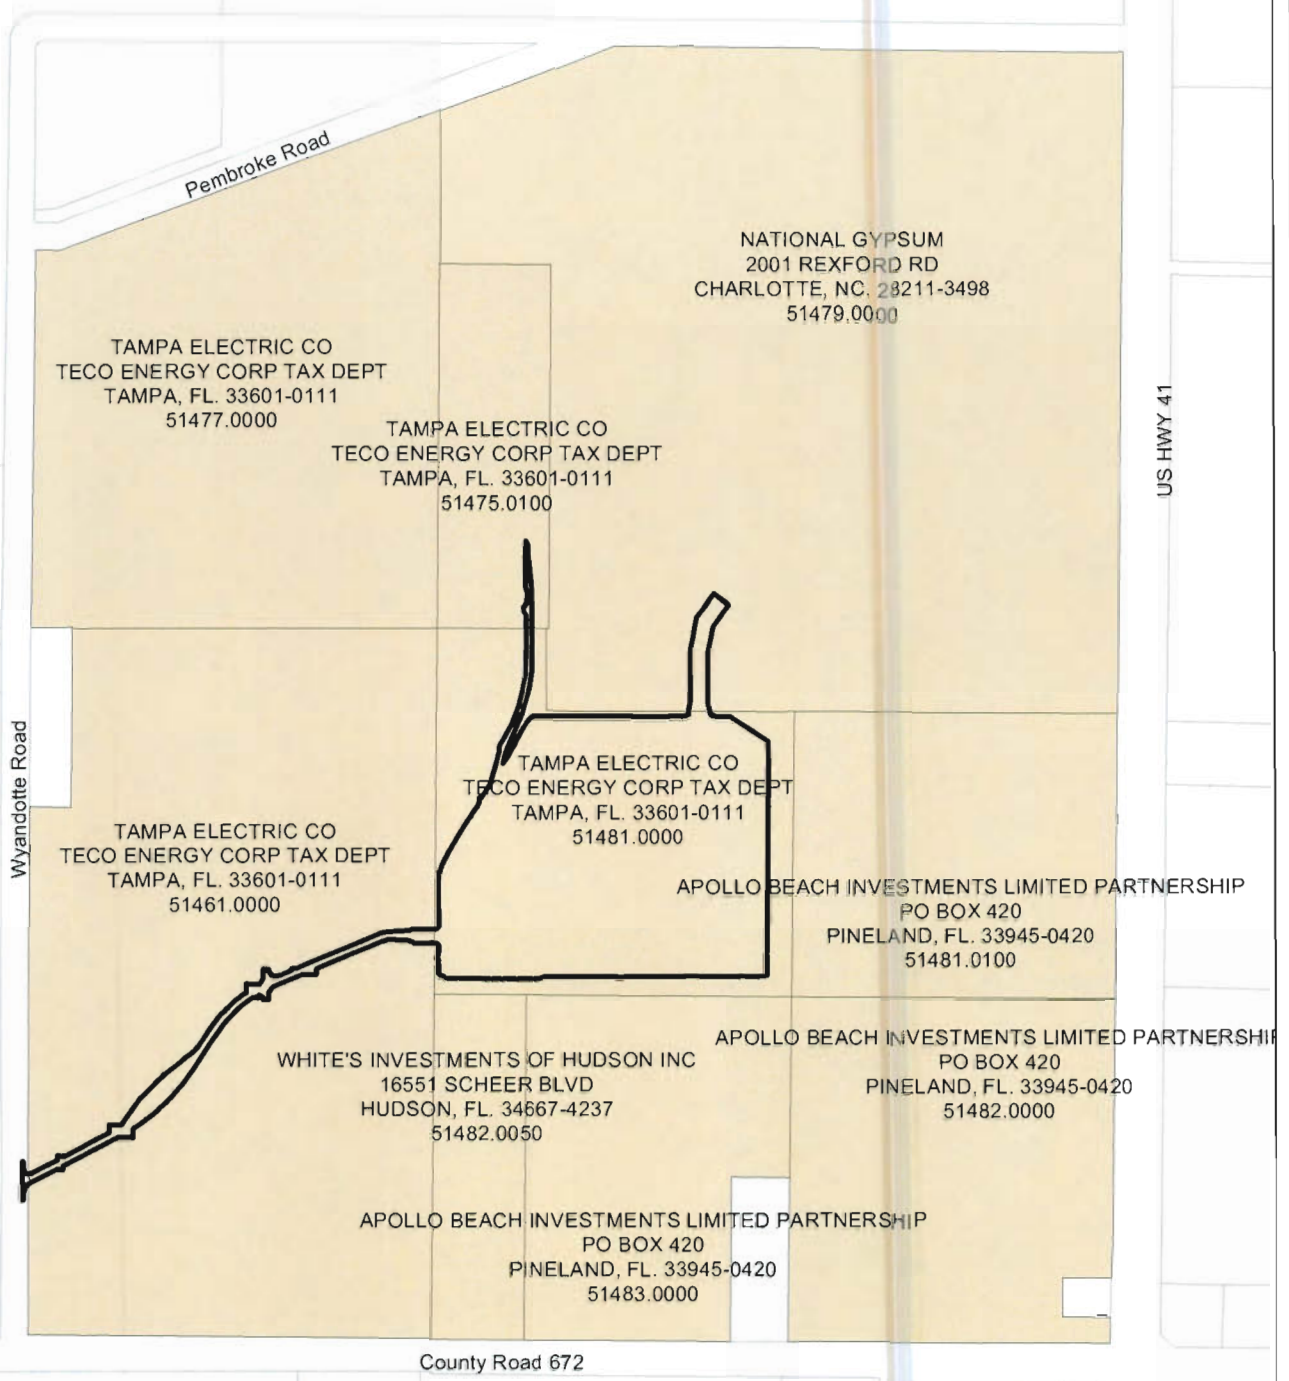 Pembroke Road
NATIONAL GYPSUM
2001 REXFORD RD
CHARLOTTE, NC. 28211-3498
51479.0000
TAMPA ELECTRIC CO
TECO ENERGY CORP TAX DEPT
TAMPA, FL. 33601-0111
51477.0000
TAMPA ELECTRIC CO
TECO ENERGY CORP TAX DEPT
TAMPA, FL. 33601-0111
51475.0100
US HWY 41
Wyandotte Road
TAMPA ELECTRIC CO
TECO ENERGY CORP TAX DEPT
TAMPA, FL. 33601-0111
51481.0000
TAMPA ELECTRIC CO
TECO ENERGY CORP TAX DEPT
TAMPA, FL. 33601-0111
51461.0000
APOLLO BEACH INVESTMENTS LIMITED PARTNERSHIP
PO BOX 420
PINELAND, FL. 33945-0420
51481.0100
APOLLO BEACH INVESTMENTS LIMITED PARTNERSHIP
PO BOX 420
PINELAND, FL. 33945-0420
51482.0000
WHITE'S INVESTMENTS OF HUDSON INC
16551 SCHEER BLVD
HUDSON, FL. 34667-4237
51482.0050
APOLLO BEACH INVESTMENTS LIMITED PARTNERSHIP
PO BOX 420
PINELAND, FL. 33945-0420
51483.0000
County Road 672